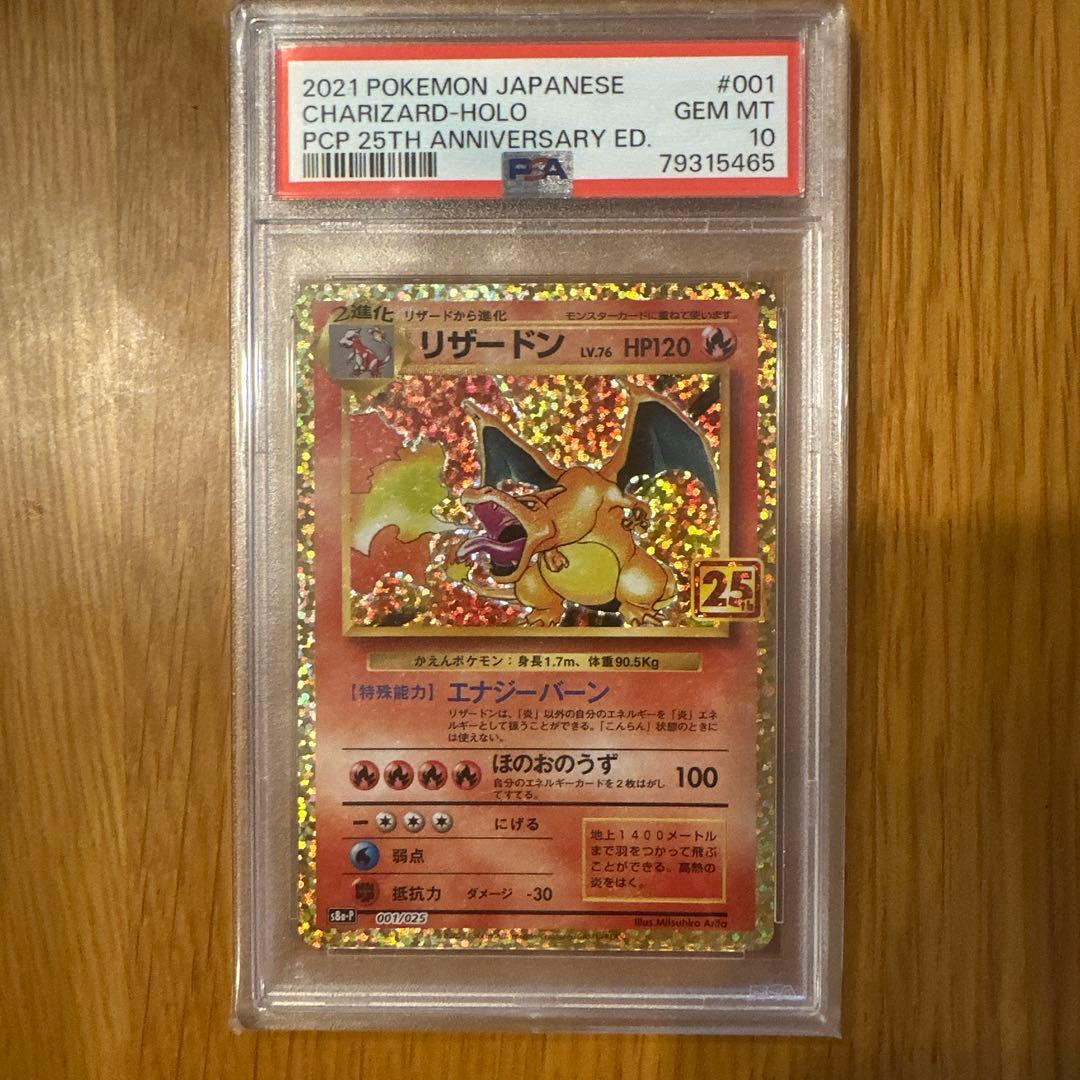 2021 POKEMON JAPANESE #001
CHARIZARD-HOLO GEM MT
PCP 25TH ANNIVERSARY ED. 10
PSA 79315465
2進化 リザードから進化 モンスターカードに重ねて使います
リザードン LV.76 HP120
25th
かえんポケモン：身長1.7m、体重90.5Kg
【特殊能力】 エナジーバーン
リザードンは、「炎」以外の自分のエネルギーを「炎」エネ
ルギーとして扱うことができる。「こんらん」状態のときに
は使えない。
ほのおのうず 100
自分のエネルギーカードを2枚はがし
てすてる。
ー にげる
弱点
抵抗力 ダメージ -30
地上1400メートル
まで羽をつかって飛ぶ
ことができる。高熱の
炎をはく。
s8a-P 001/025 Illus.Mitsuhiro Arita
PSA